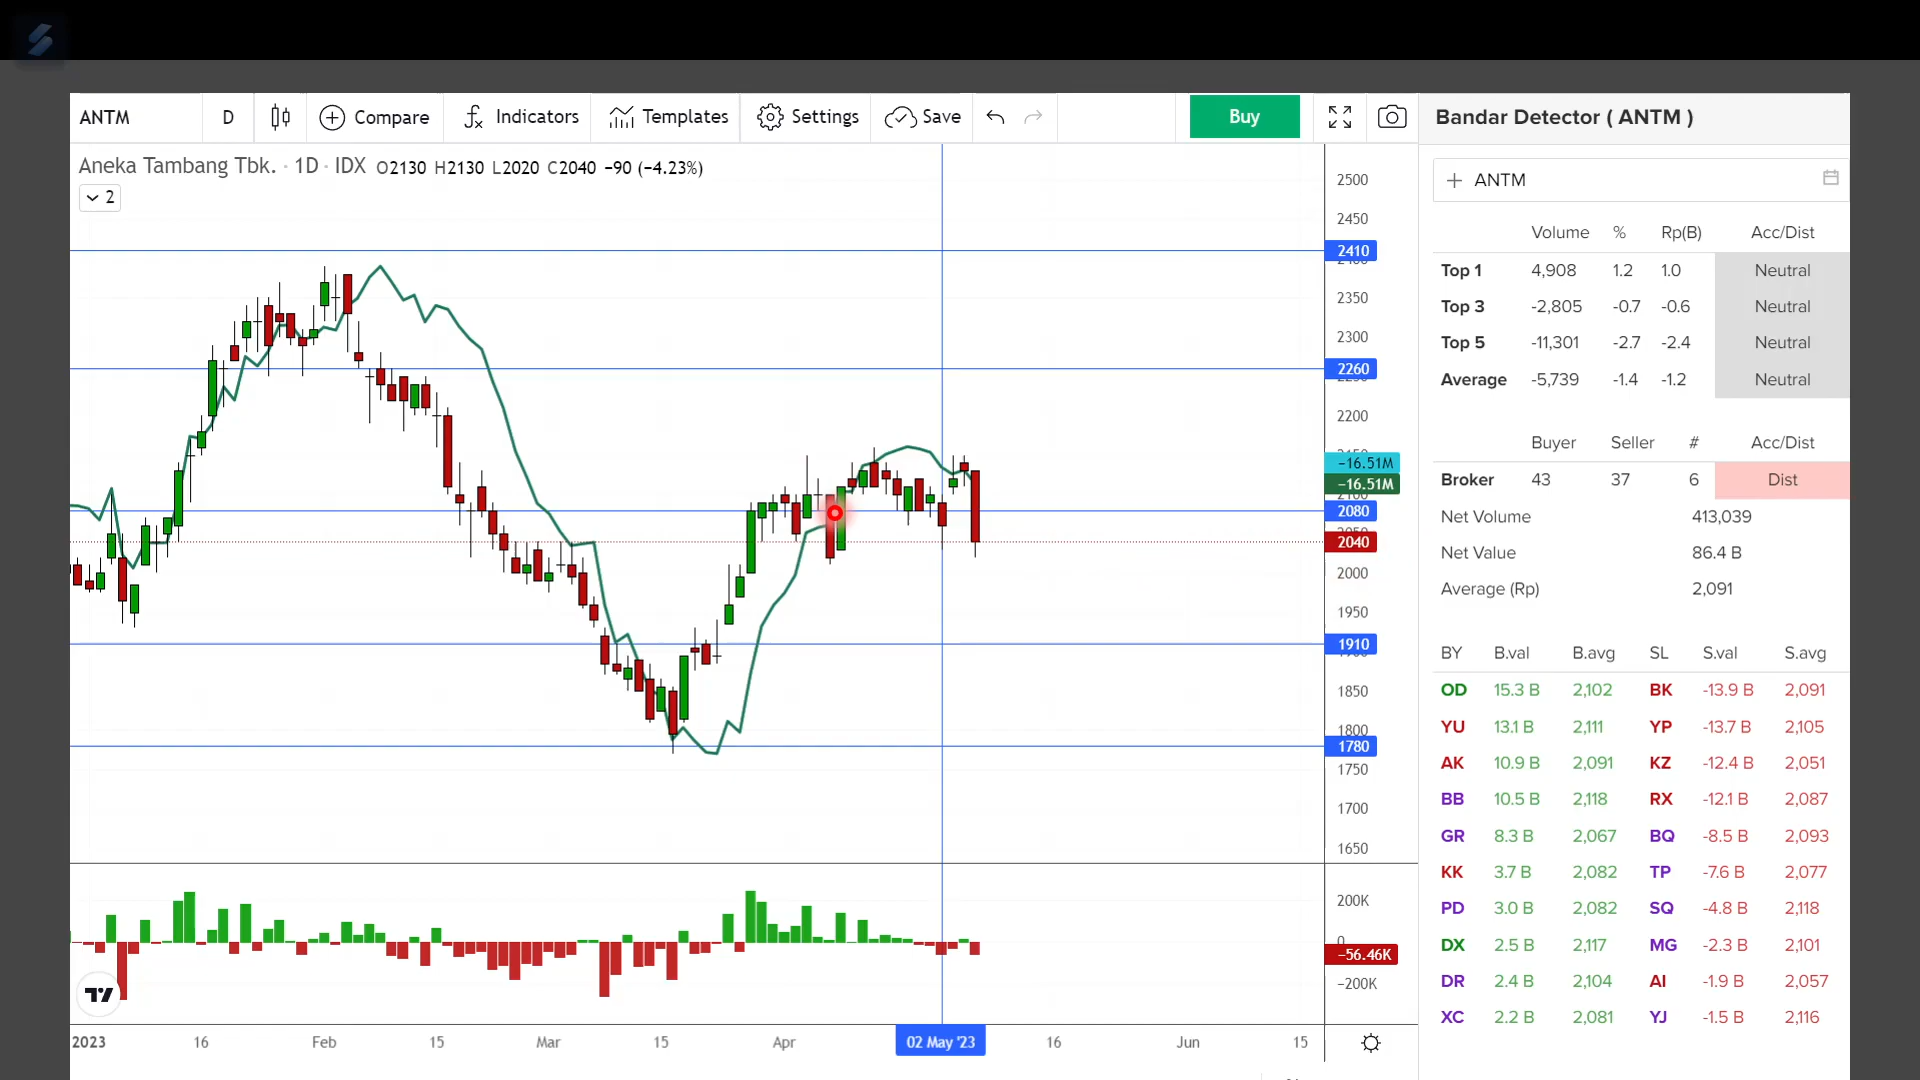 ANTM D Compare Indicators Templates Settings Save Buy
Aneka Tambang Tbk. · 1D · IDX O2130 H2130 L2020 C2040 −90 (−4.23%)
2
2500
2450
2410
2350
2300
2260
2200
−16.51M
−16.51M
2080
2040
2000
1950
1910
1850
1800
1780
1750
1700
1650
200K
0
−56.46K
−200K
2023 16 Feb 15 Mar 15 Apr 02 May '23 16 Jun 15
Bandar Detector ( ANTM )
ANTM
Volume % Rp(B) Acc/Dist
Top 1 4,908 1.2 1.0 Neutral
Top 3 -2,805 -0.7 -0.6 Neutral
Top 5 -11,301 -2.7 -2.4 Neutral
Average -5,739 -1.4 -1.2 Neutral
Buyer Seller # Acc/Dist
Broker 43 37 6 Dist
Net Volume 413,039
Net Value 86.4 B
Average (Rp) 2,091
BY B.val B.avg SL S.val S.avg
OD 15.3 B 2,102 BK -13.9 B 2,091
YU 13.1 B 2,111 YP -13.7 B 2,105
AK 10.9 B 2,091 KZ -12.4 B 2,051
BB 10.5 B 2,118 RX -12.1 B 2,087
GR 8.3 B 2,067 BQ -8.5 B 2,093
KK 3.7 B 2,082 TP -7.6 B 2,077
PD 3.0 B 2,082 SQ -4.8 B 2,118
DX 2.5 B 2,117 MG -2.3 B 2,101
DR 2.4 B 2,104 AI -1.9 B 2,057
XC 2.2 B 2,081 YJ -1.5 B 2,116